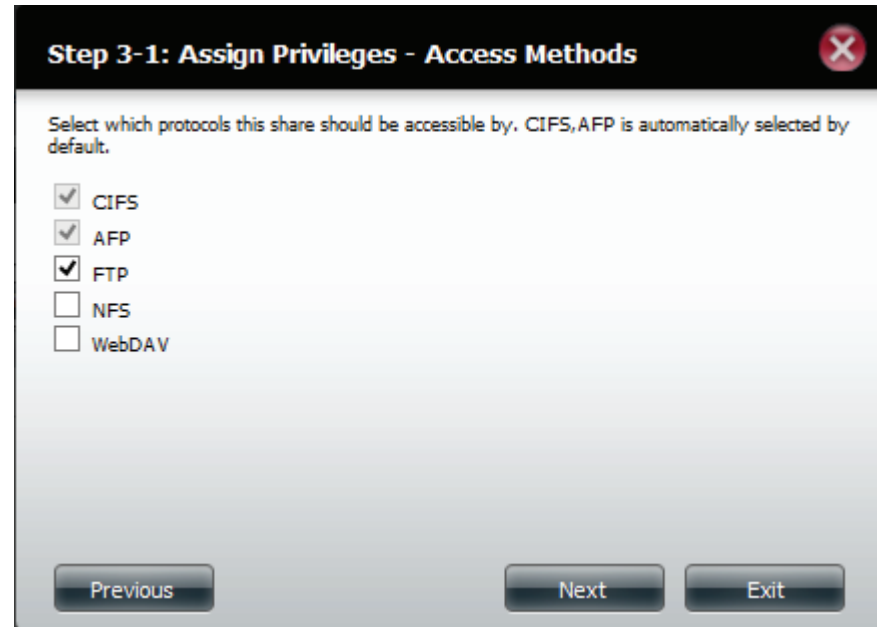 Step 3-1: Assign Privileges - Access Methods
Select which protocols this share should be accessible by. CIFS,AFP is automatically selected by
default.
CIFS
AFP
FTP
NFS
WebDAV
Previous
Next
Exit